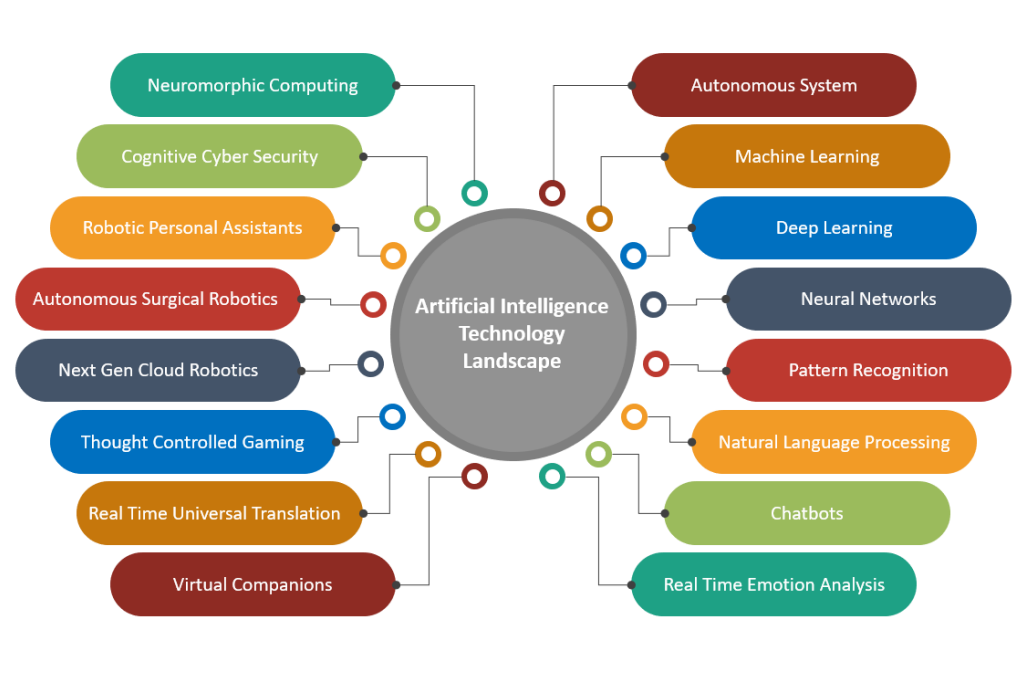 Neuromorphic Computing
Cognitive Cyber Security
Robotic Personal Assistants
Autonomous Surgical Robotics
Next Gen Cloud Robotics
Thought Controlled Gaming
Real Time Universal Translation
Virtual Companions
Artificial Intelligence
Technology
Landscape
Autonomous System
Machine Learning
Deep Learning
Neural Networks
Pattern Recognition
Natural Language Processing
Chatbots
Real Time Emotion Analysis